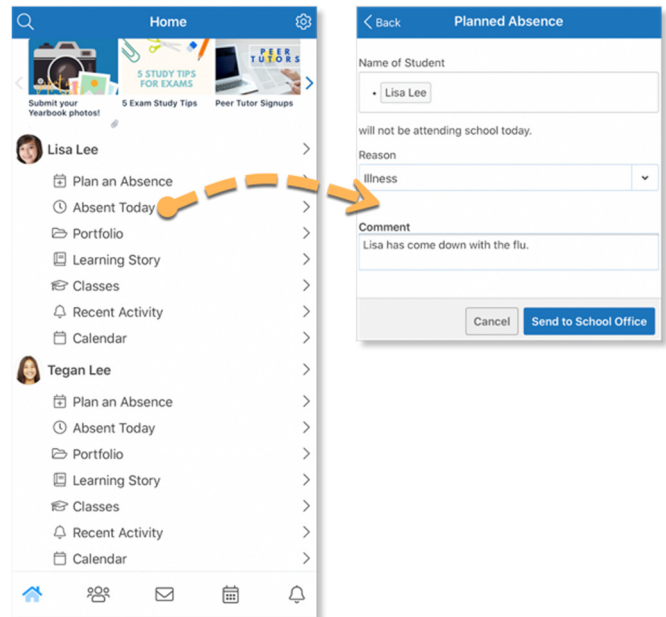 Home
5 STUDY TIPS
FOR EXAMS
PEER
TUTORS
Submit your
Yearbook photos!
5 Exam Study Tips
Peer Tutor Signups
Lisa Lee
Plan an Absence
Absent Today
Portfolio
Learning Story
Classes
Recent Activity
Calendar
Tegan Lee
Plan an Absence
Absent Today
Portfolio
Learning Story
Classes
Recent Activity
Calendar
Back
Planned Absence
Name of Student
• Lisa Lee
will not be attending school today.
Reason
Illness
Comment
Lisa has come down with the flu.
Cancel
Send to School Office